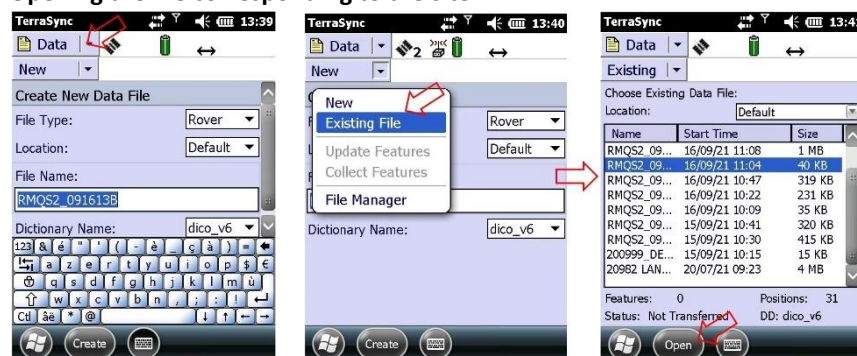 TerraSync 13:39
Data
New
Create New Data File
File Type: Rover
Location: Default
File Name:
RMQS2_091613B
Dictionary Name: dico_v6
123 & é " ' ( - è _ ç à ) =
a z e r t y u i o p $ €
q s d f g h j k l m ù
w x c v b n , ; : !
Ctl âë * @
Create
TerraSync 13:40
Data 2
New
New
Existing File
Update Features
Collect Features
File Manager
Rover
Default
Dictionary Name: dico_v6
Create
TerraSync
Data
Existing
Choose Existing Data File:
Location: Default
Name Start Time Size
RMQS2_09... 16/09/21 11:08 1 MB
RMQS2_09... 16/09/21 11:04 40 KB
RMQS2_09... 16/09/21 10:47 319 KB
RMQS2_09... 16/09/21 10:22 231 KB
RMQS2_09... 16/09/21 10:09 35 KB
RMQS2_09... 15/09/21 10:41 320 KB
RMQS2_09... 15/09/21 10:30 415 KB
200999_DE... 15/09/21 10:15 15 KB
20982 LAN... 20/07/21 09:23 4 MB
Features: 0 Positions: 31
Status: Not Transferred DD: dico_v6
Open